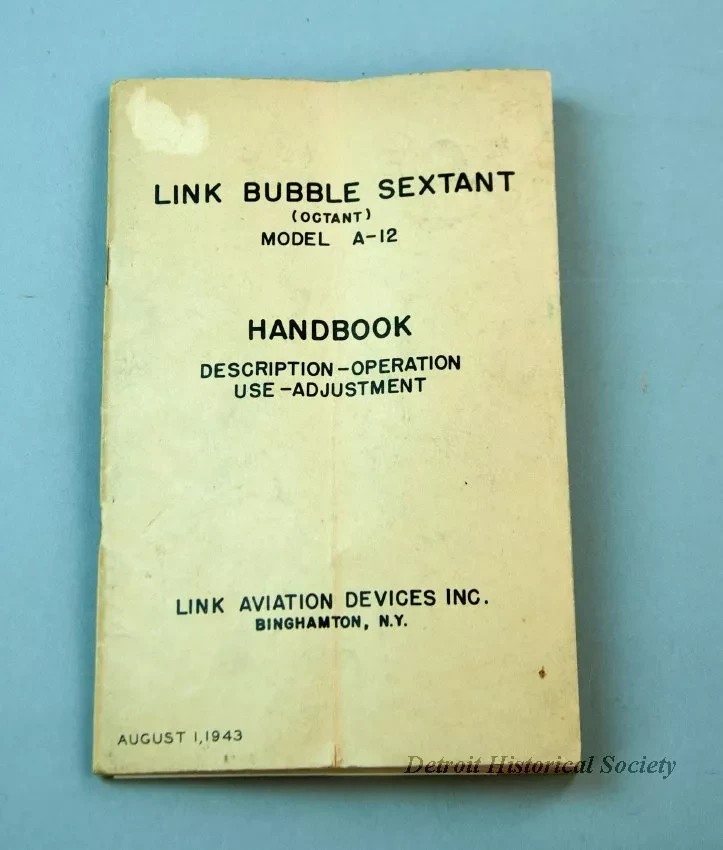 LINK BUBBLE SEXTANT
(OCTANT)
MODEL A-12
HANDBOOK
DESCRIPTION-OPERATION
USE-ADJUSTMENT
LINK AVIATION DEVICES INC.
BINGHAMTON, N.Y.
AUGUST 1, 1943
Detroit Historical Society